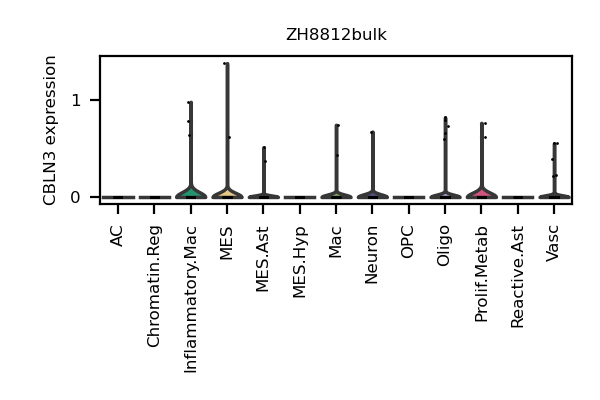 ZH8812bulk
CBLN3 expression
1
0
AC
Chromatin.Reg
Inflammatory.Mac
MES
MES.Ast
MES.Hyp
Mac
Neuron
OPC
Oligo
Prolif.Metab
Reactive.Ast
Vasc